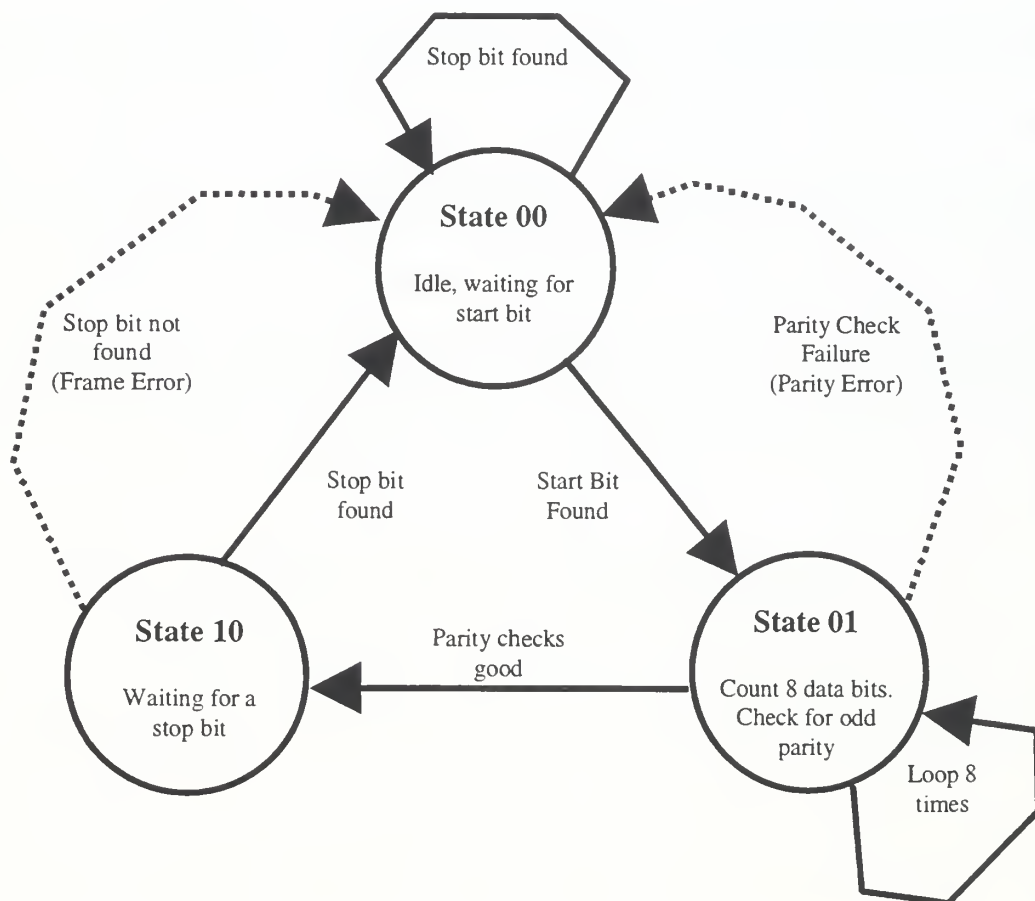 Stop bit found
State 00
Idle, waiting for
start bit
Stop bit not
found
(Frame Error)
Parity Check
Failure
(Parity Error)
Stop bit
found
Start Bit
Found
State 10
Waiting for a
stop bit
Parity checks
good
State 01
Count 8 data bits.
Check for odd
parity
Loop 8
times